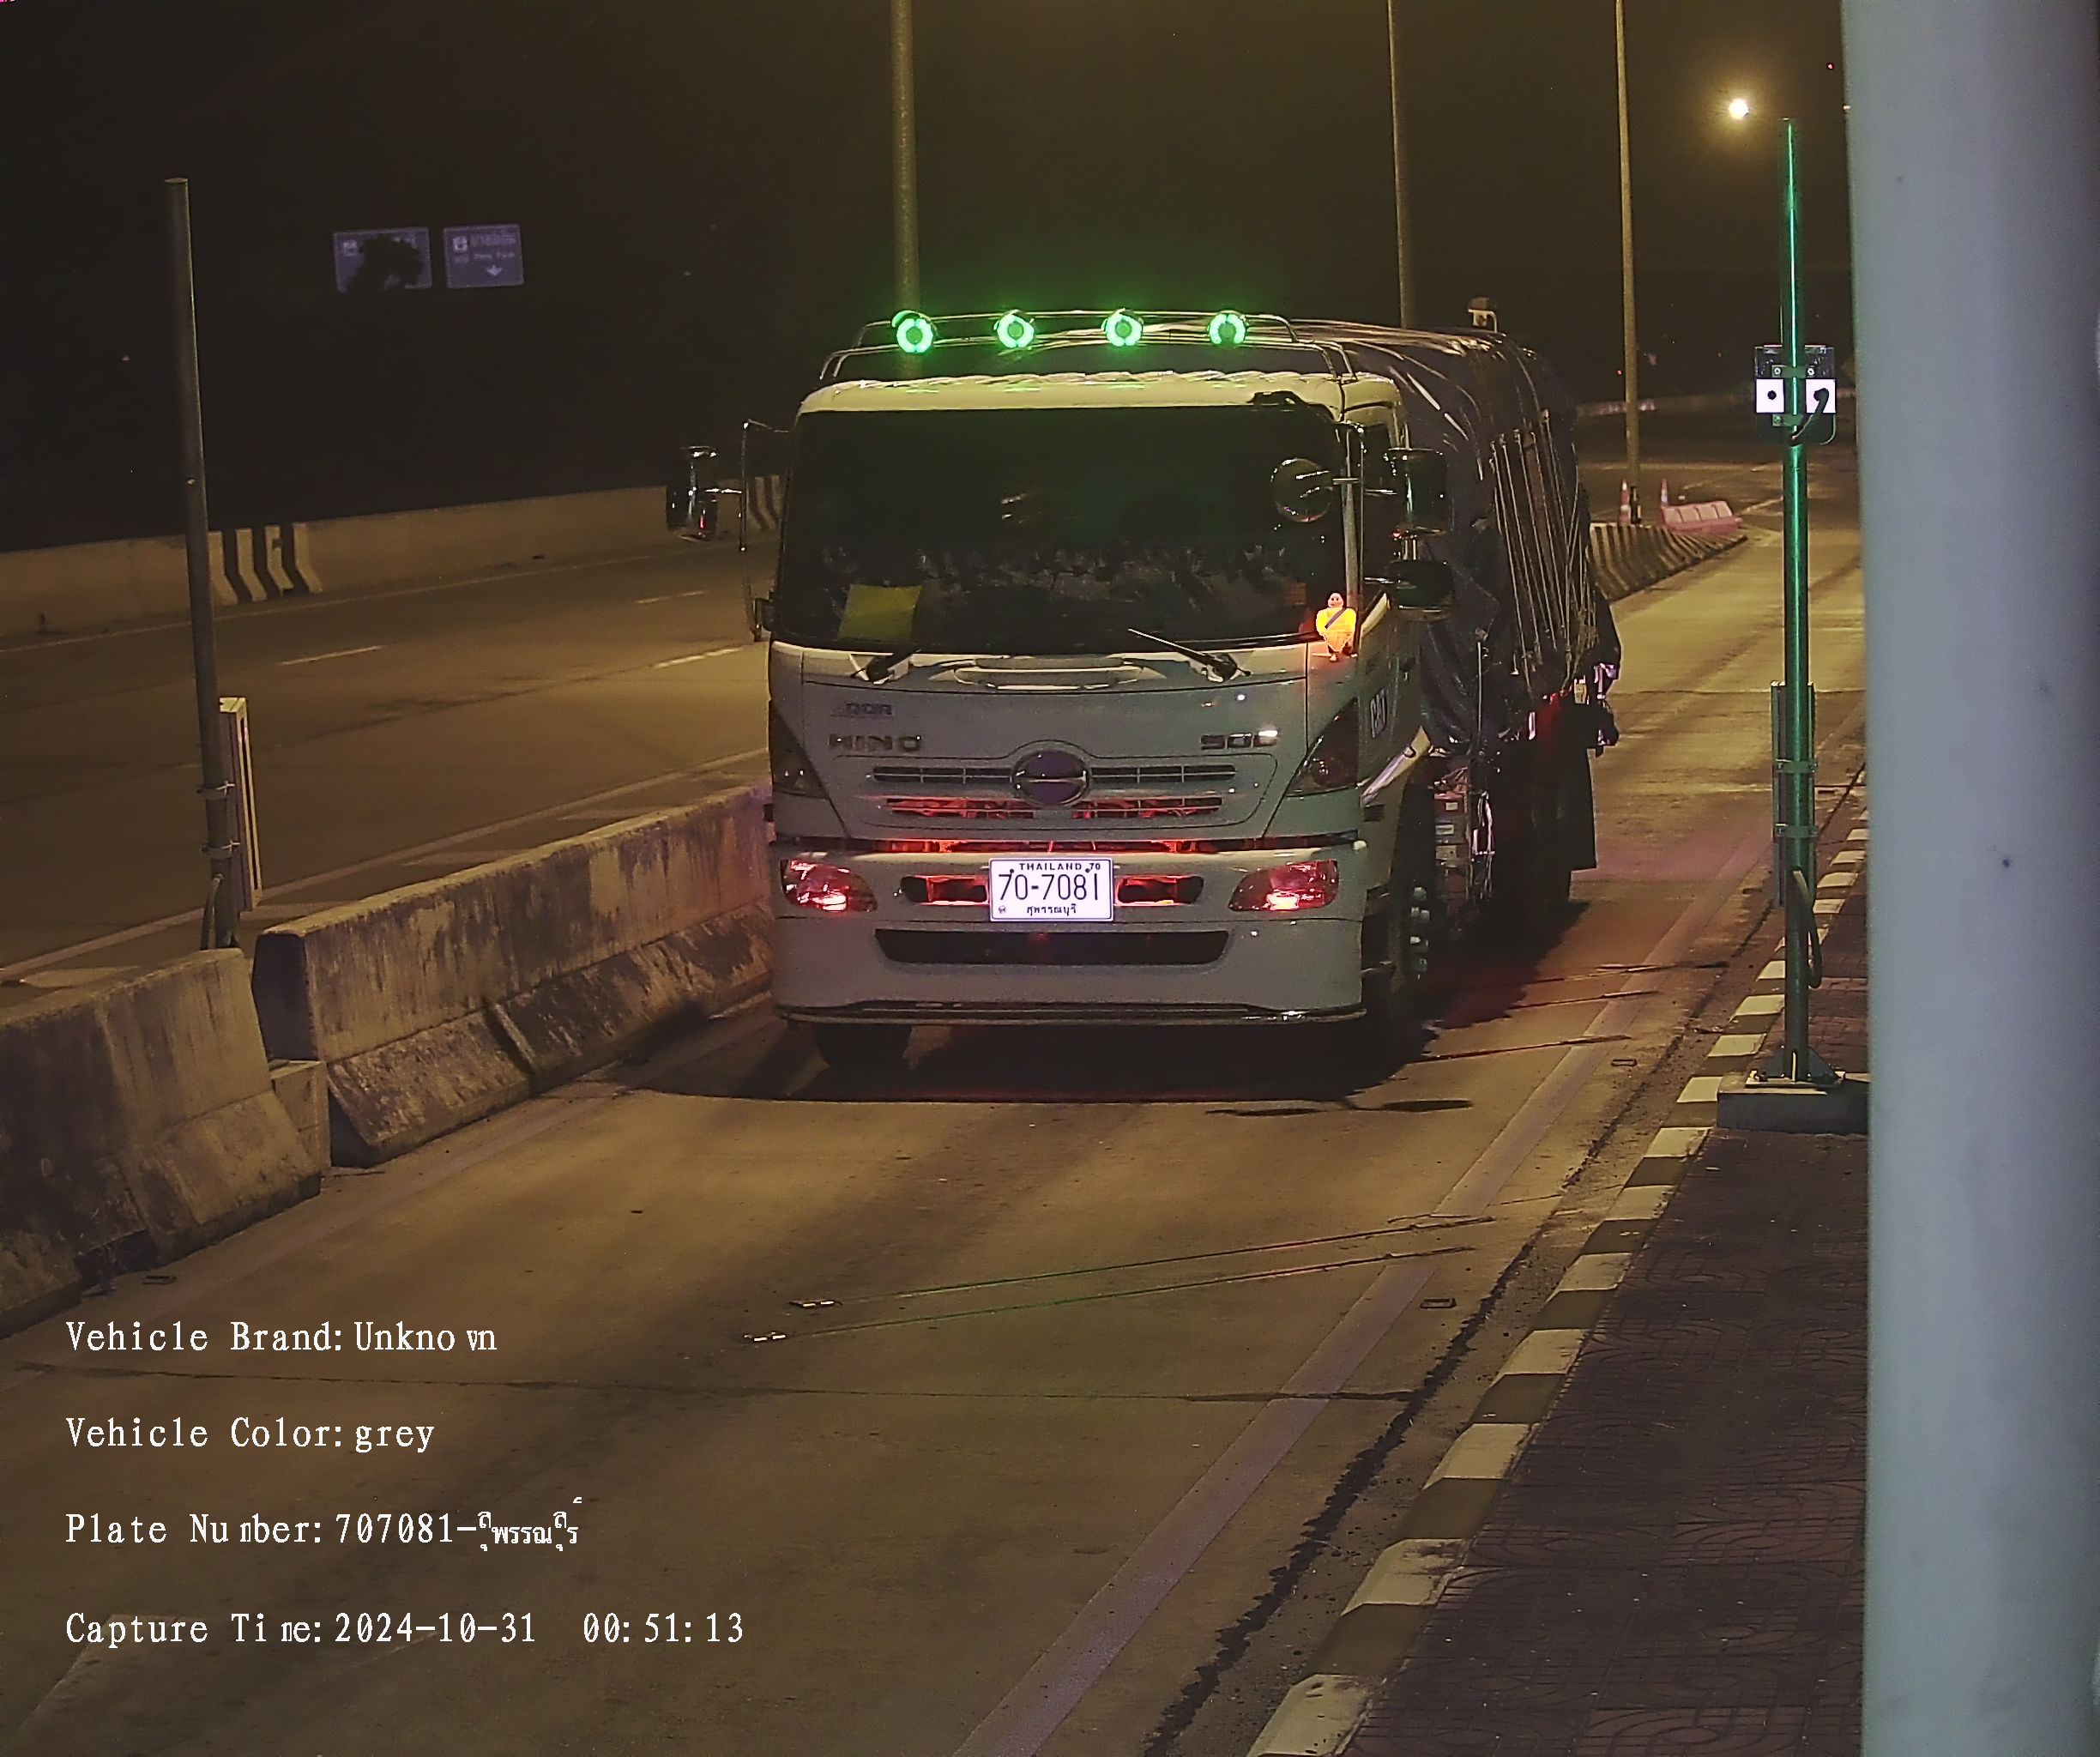 HINO
500
THAILAND 70
70-7081
สุพรรณบุรี
Vehicle Brand:Unknown
Vehicle Color:grey
Plate Number:707081-สุพรรณบุรี
Capture Time:2024-10-31 00:51:13